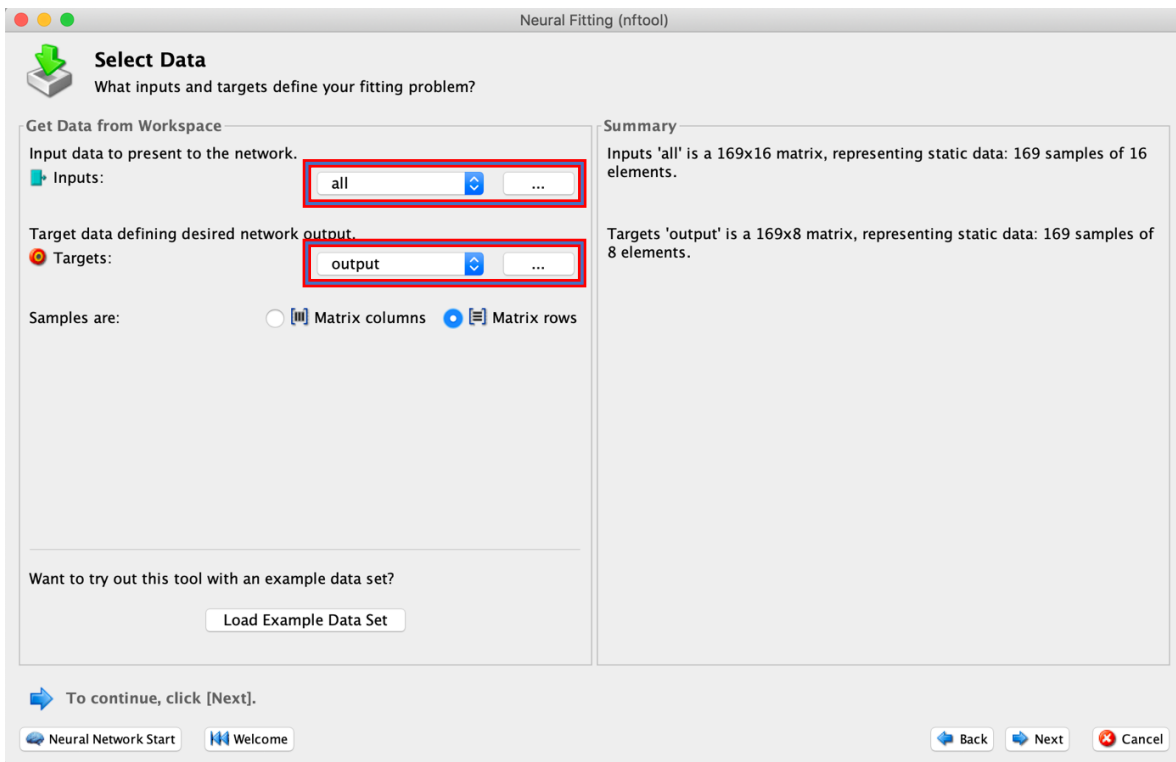 Neural Fitting (nftool)
Select Data
What inputs and targets define your fitting problem?
Get Data from Workspace
Input data to present to the network.
Inputs:
all
...
Target data defining desired network output.
Targets:
output
...
Samples are:
Matrix columns
Matrix rows
Want to try out this tool with an example data set?
Load Example Data Set
Summary
Inputs 'all' is a 169x16 matrix, representing static data: 169 samples of 16
elements.
Targets 'output' is a 169x8 matrix, representing static data: 169 samples of
8 elements.
To continue, click [Next].
Neural Network Start
Welcome
Back
Next
Cancel